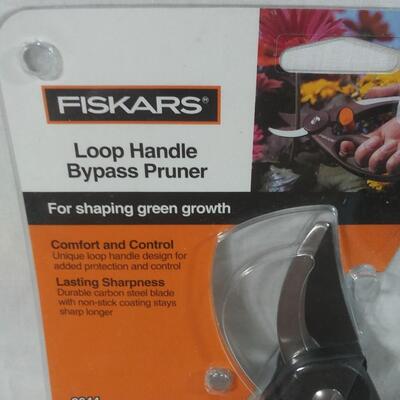 FISKARS®
Loop Handle
Bypass Pruner
For shaping green growth
Comfort and Control
Unique loop handle design for
added protection and control
Lasting Sharpness
Durable carbon steel blade
with non-stick coating stays
sharp longer